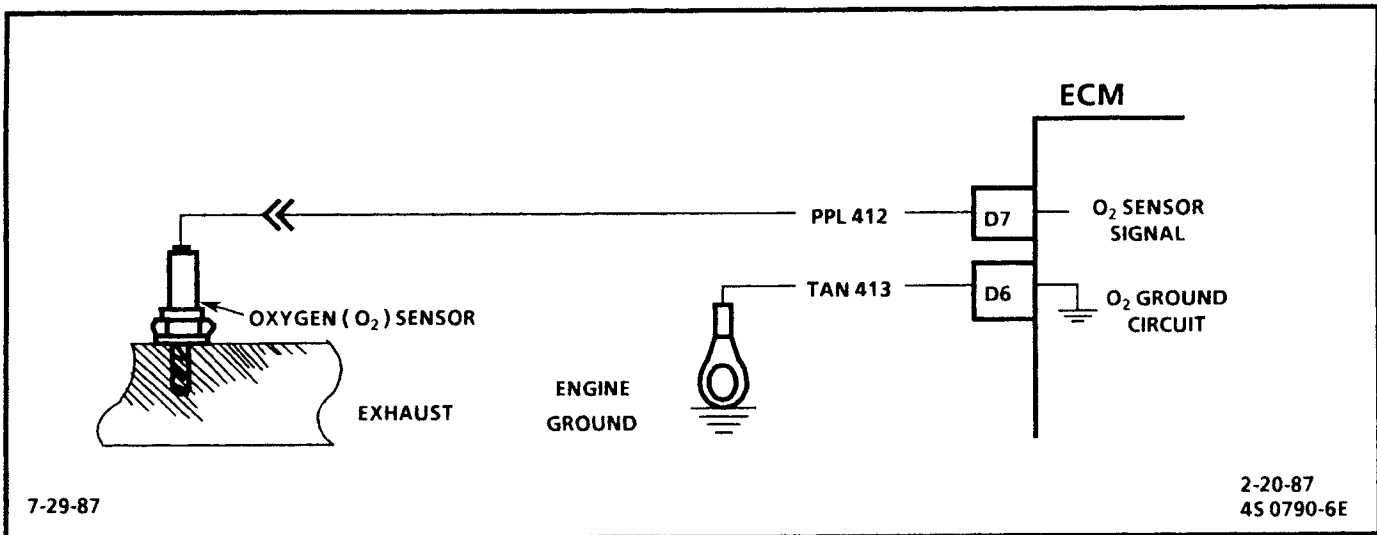 ECM
PPL 412
D7
O₂ SENSOR
SIGNAL
TAN 413
D6
O₂ GROUND
CIRCUIT
OXYGEN ( O₂ ) SENSOR
EXHAUST
ENGINE
GROUND
7-29-87
2-20-87
4S 0790-6E